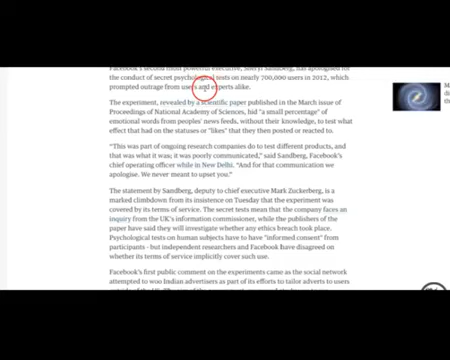 Facebook's second most powerful executive, Sheryl Sandberg, has apologised for
the conduct of secret psychological tests on nearly 700,000 users in 2012, which
prompted outrage from users and experts alike.
The experiment, revealed by a scientific paper published in the March issue of
Proceedings of National Academy of Sciences, hid "a small percentage" of
emotional words from peoples' news feeds, without their knowledge, to test what
effect that had on the statuses or "likes" that they then posted or reacted to.
"This was part of ongoing research companies do to test different products, and
that was what it was; it was poorly communicated," said Sandberg, Facebook's
chief operating officer while in New Delhi. "And for that communication we
apologise. We never meant to upset you."
The statement by Sandberg, deputy to chief executive Mark Zuckerberg, is a
marked climbdown from its insistence on Tuesday that the experiment was
covered by its terms of service. The secret tests mean that the company faces an
inquiry from the UK's information commissioner, while the publishers of the
paper have said they will investigate whether any ethics breach took place.
Psychological tests on human subjects have to have "informed consent" from
participants - but independent researchers and Facebook have disagreed on
whether its terms of service implicitly cover such use.
Facebook's first public comment on the experiments came as the social network
attempted to woo Indian advertisers as part of its efforts to tailor adverts to users